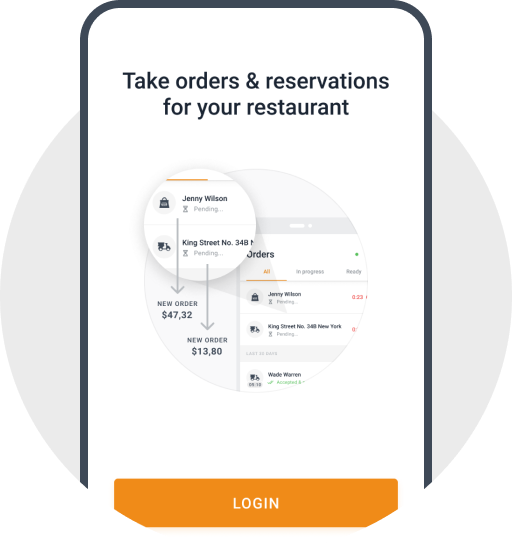 Take orders & reservations
for your restaurant
Jenny Wilson
Pending...
King Street No. 34B N
Pending...
NEW ORDER
$47,32
NEW ORDER
$13,80
Orders
All In progress Ready
Jenny Wilson 0:23:
Pending...
King Street No. 34B New York 0:
Pending...
LAST 30 DAYS
Wade Warren
09:10 Accepted &
LOGIN